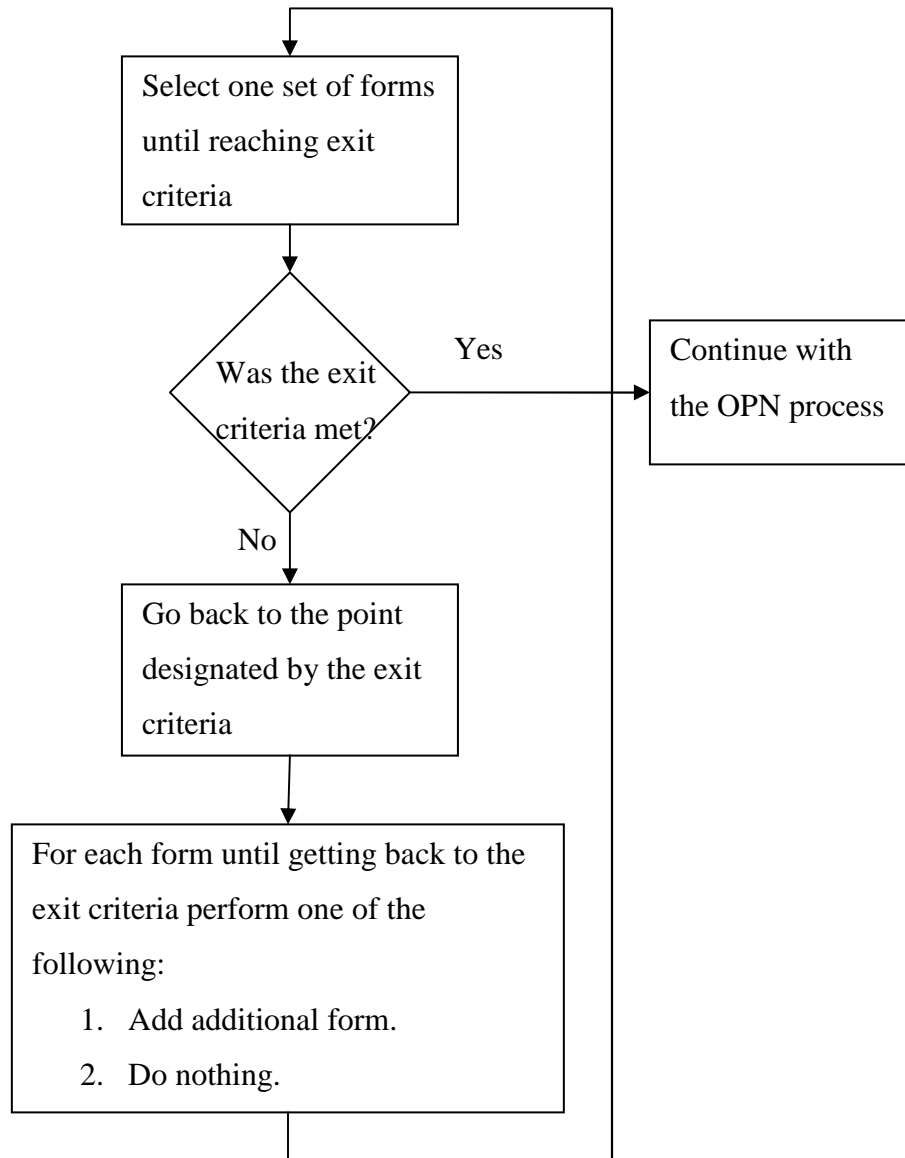 Select one set of forms
until reaching exit
criteria
Was the exit
criteria met?
Yes
Continue with
the OPN process
No
Go back to the point
designated by the exit
criteria
For each form until getting back to the
exit criteria perform one of the
following:
1. Add additional form.
2. Do nothing.